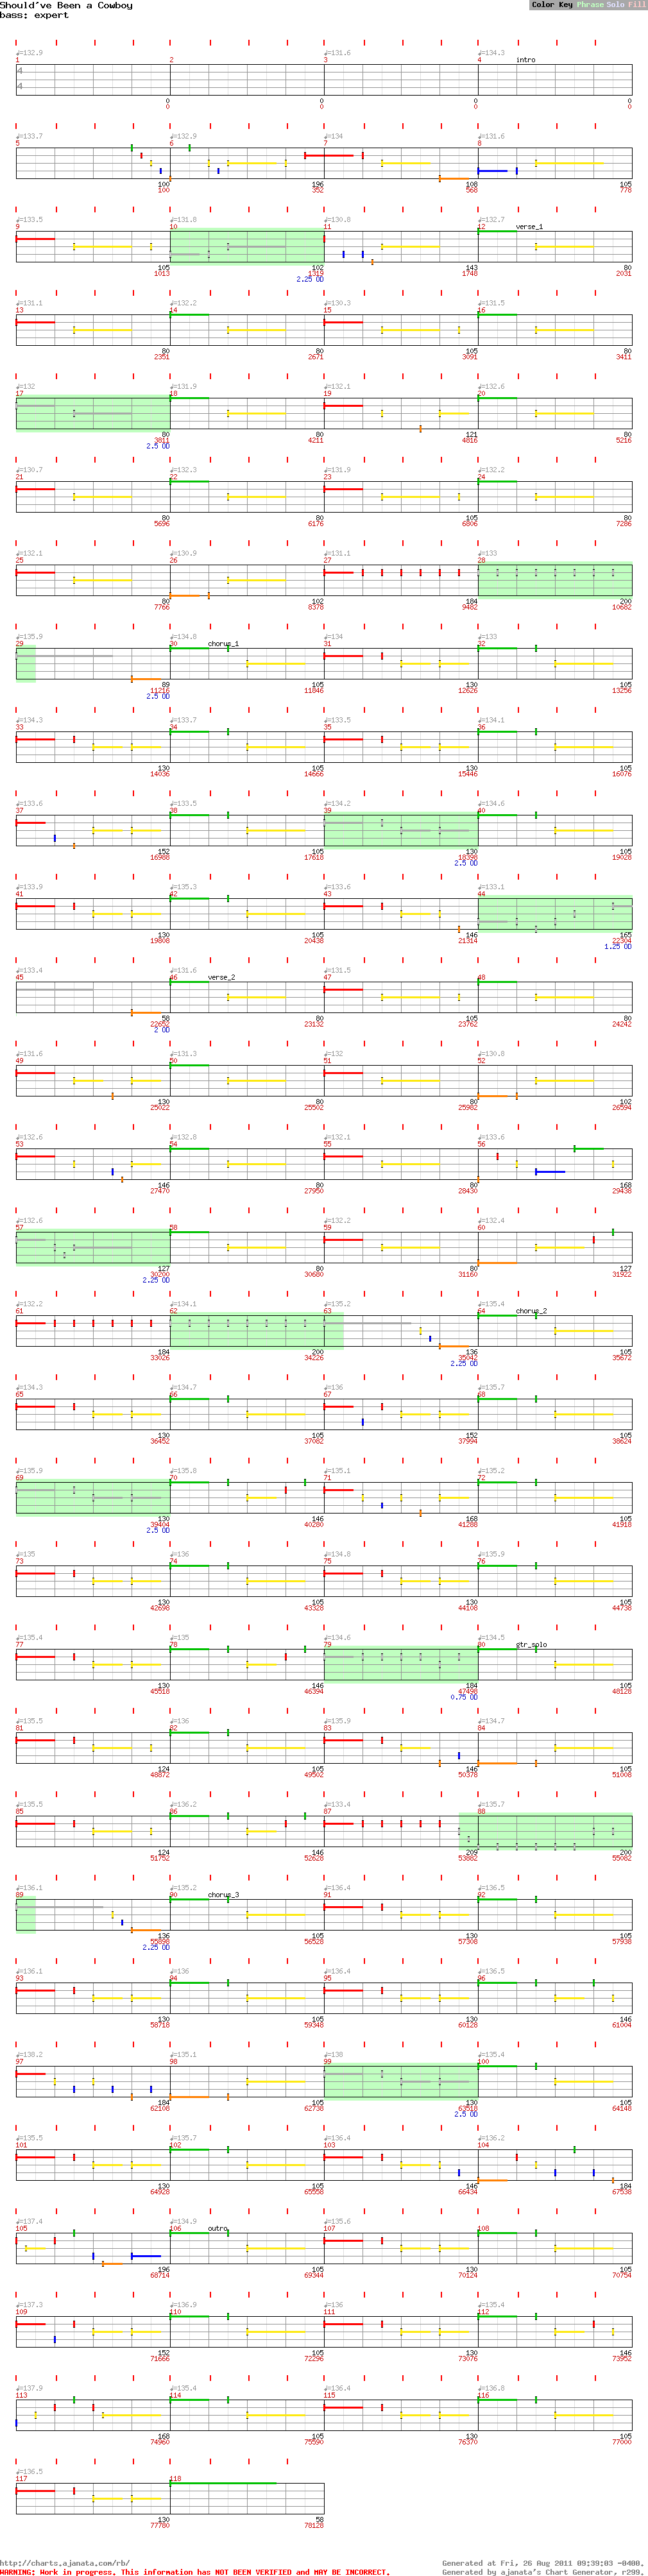 Should've Been a Cowboy
bass: expert
Color Key Phrase Solo Fill
♩=132.9 ♩=131.6 ♩=134.3
1 2 3 4 intro
4
4
0 0 0 0
0 0 0 0
♩=133.7 ♩=132.9 ♩=134 ♩=131.6
5 6 7 8
100 196 168 105
100 352 568 778
♩=133.5 ♩=131.8 ♩=130.8 ♩=132.7
9 10 11 12 verse_1
105 102 143 80
1013 1319 1748 2031
2.25 OD
♩=131.1 ♩=132.2 ♩=130.3 ♩=131.5
13 14 15 16
80 80 105 80
2351 2671 3091 3411
♩=132 ♩=131.9 ♩=132.1 ♩=132.6
17 18 19 20
80 80 121 80
3811 4211 4816 5216
2.5 OD
♩=130.7 ♩=132.3 ♩=131.9 ♩=132.2
21 22 23 24
80 80 105 80
5696 6176 6806 7286
♩=132.1 ♩=130.9 ♩=131.1 ♩=133
25 26 27 28
80 102 184 200
7766 8378 9482 10682
♩=135.9 ♩=134.8 ♩=134 ♩=133
29 30 chorus_1 31 32
89 105 130 105
11216 11846 12626 13256
2.5 OD
♩=134.3 ♩=133.7 ♩=133.5 ♩=134.1
33 34 35 36
130 105 130 105
14036 14666 15446 16076
♩=133.6 ♩=133.5 ♩=134.2 ♩=134.6
37 38 39 40
152 105 130 105
16988 17618 18398 19028
2.5 OD
♩=133.9 ♩=135.3 ♩=133.6 ♩=133.1
41 42 43 44
130 105 146 165
19808 20438 21314 22304
1.25 OD
♩=133.4 ♩=131.6 ♩=131.5
45 46 verse_2 47 48
58 80 105 80
22652 23132 23762 24242
2 OD
♩=131.6 ♩=131.3 ♩=132 ♩=130.8
49 50 51 52
130 80 80 102
25022 25502 25982 26594
♩=132.6 ♩=132.8 ♩=132.1 ♩=133.6
53 54 55 56
146 80 80 168
27470 27950 28430 29438
♩=132.6 ♩=132.2 ♩=132.4
57 58 59 60
127 80 80 127
30200 30680 31160 31922
2.25 OD
♩=132.2 ♩=134.1 ♩=135.2 ♩=135.4
61 62 63 64 chorus_2
184 200 136 105
33026 34226 35042 35672
2.25 OD
♩=134.3 ♩=134.7 ♩=136 ♩=135.7
65 66 67 68
130 105 152 105
36452 37082 37994 38624
♩=135.9 ♩=135.8 ♩=135.1 ♩=135.2
69 70 71 72
130 146 168 105
39404 40280 41288 41918
2.5 OD
♩=135 ♩=136 ♩=134.8 ♩=135.9
73 74 75 76
130 105 130 105
42698 43328 44108 44738
♩=135.4 ♩=135 ♩=134.6 ♩=134.5
77 78 79 80 gtr_solo
130 146 184 105
45518 46394 47498 48128
0.75 OD
♩=135.5 ♩=136 ♩=135.9 ♩=134.7
81 82 83 84
124 105 146 105
48872 49502 50378 51008
♩=135.5 ♩=136.2 ♩=133.4 ♩=135.7
85 86 87 88
124 146 209 200
51752 52628 53882 55082
♩=136.1 ♩=135.2 ♩=136.4 ♩=136.5
89 90 chorus_3 91 92
136 105 130 105
55898 56528 57308 57938
2.25 OD
♩=136.1 ♩=136 ♩=136.4 ♩=136.5
93 94 95 96
130 105 130 146
58718 59348 60128 61004
♩=138.2 ♩=135.1 ♩=138 ♩=135.4
97 98 99 100
184 105 130 105
62108 62738 63518 64148
2.5 OD
♩=135.5 ♩=135.7 ♩=136.4 ♩=136.2
101 102 103 104
130 105 146 184
64928 65558 66434 67538
♩=137.4 ♩=134.9 ♩=135.6
105 106 outro 107 108
196 105 130 105
68714 69344 70124 70754
♩=137.3 ♩=136.9 ♩=136 ♩=135.4
109 110 111 112
152 105 130 146
71666 72296 73076 73952
♩=137.9 ♩=135.4 ♩=136.4 ♩=136.8
113 114 115 116
168 105 130 105
74960 75590 76370 77000
♩=136.5
117 118
130 58
77780 78128
http://charts.ajanata.com/rb/ Generated at Fri, 26 Aug 2011 09:39:03 -0400.
WARNING: Work in progress. This information has NOT BEEN VERIFIED and MAY BE INCORRECT. Generated by ajanata's Chart Generator, r299.